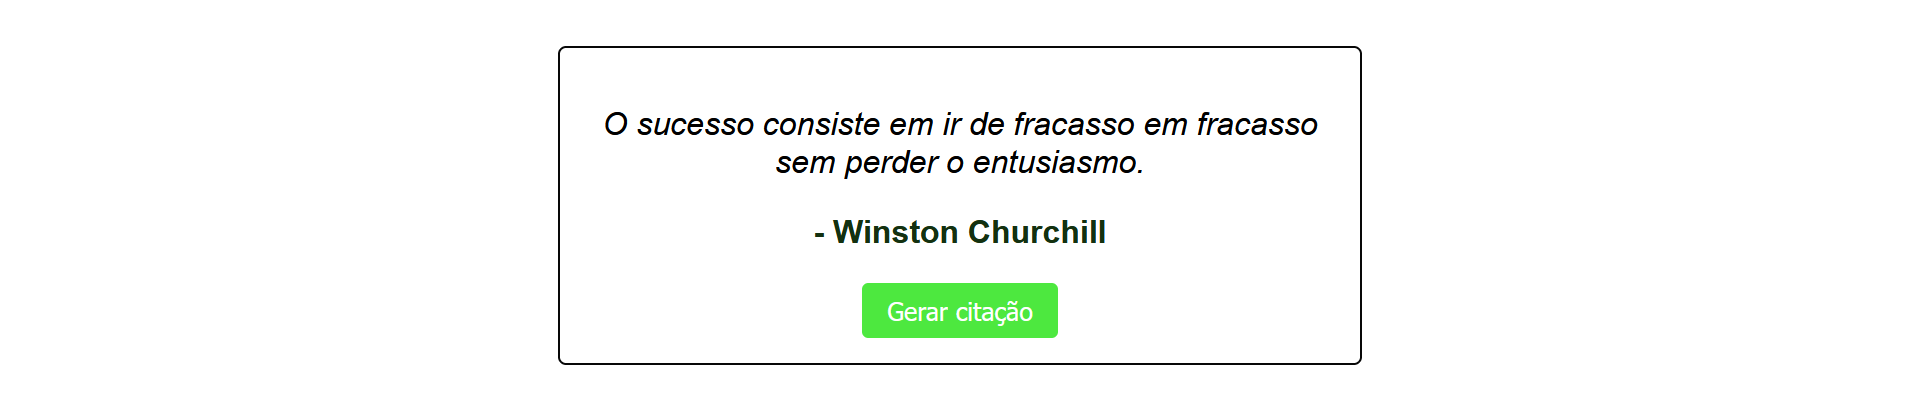 O sucesso consiste em ir de fracasso em fracasso
sem perder o entusiasmo.
- Winston Churchill
Gerar citação